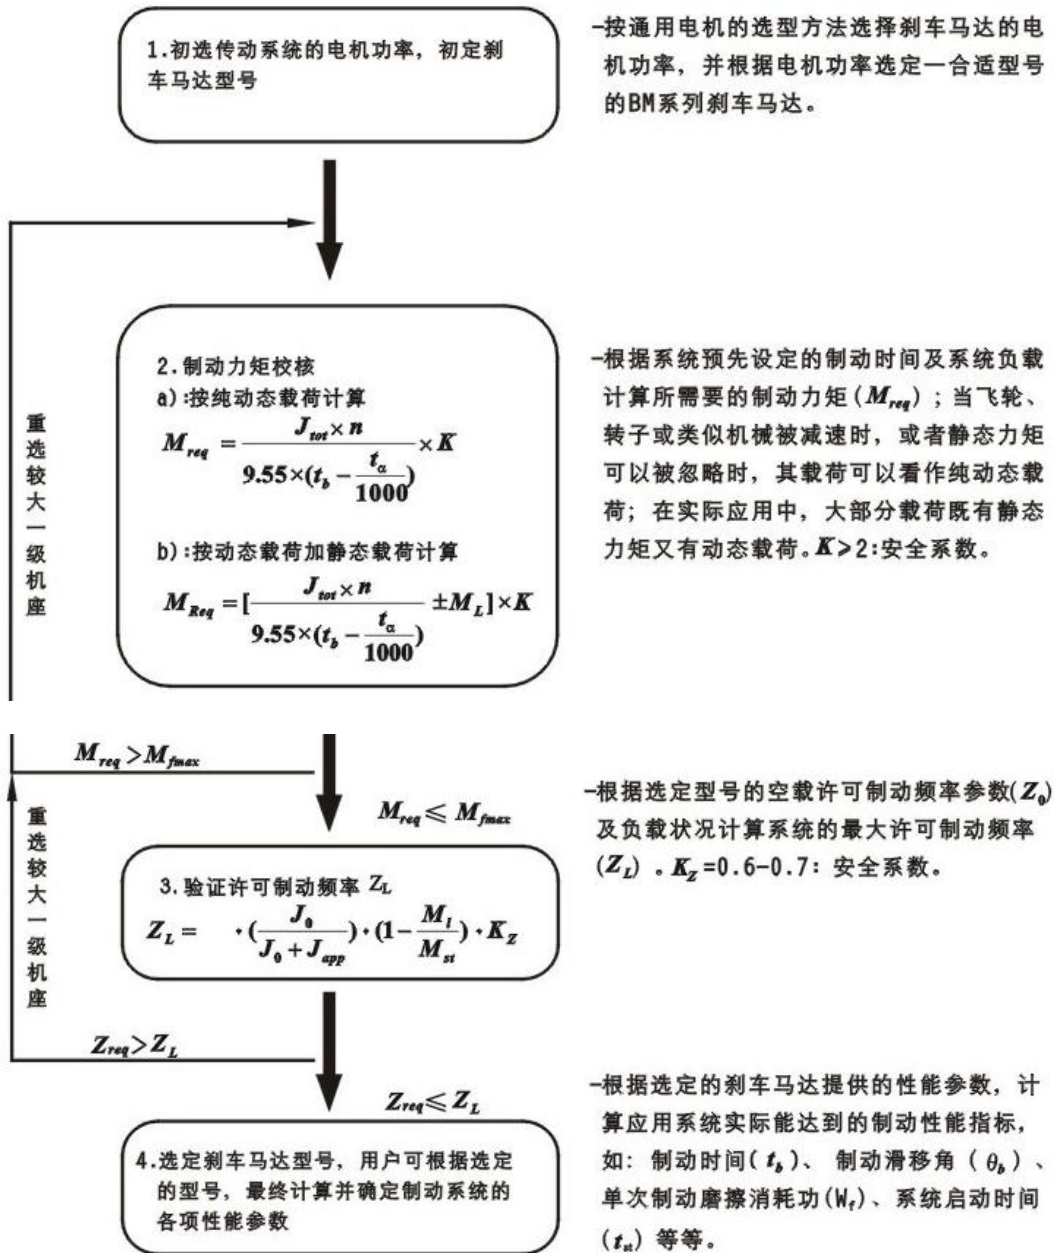 1.初选传动系统的电机功率，初定刹
车马达型号
-按通用电机的选型方法选择刹车马达的电
机功率，并根据电机功率选定一合适型号
的BM系列刹车马达。
重选较大一级机座
2.制动力矩校核
a):按纯动态载荷计算
M_req = J_tot×n / (9.55×(t_b - t_α/1000)) ×K
b):按动态载荷加静态载荷计算
M_Req =[J_tot×n / (9.55×(t_b - t_α/1000)) ±M_L]×K
-根据系统预先设定的制动时间及系统负载
计算所需要的制动力矩(M_req)；当飞轮、
转子或类似机械被减速时，或者静态力矩
可以被忽略时，其载荷可以看作纯动态载
荷；在实际应用中，大部分载荷既有静态
力矩又有动态载荷。K≥2:安全系数。
M_req>M_fmax
M_req≤ M_fmax
重选较大一级机座
3.验证许可制动频率 Z_L
Z_L = ·(J_0 / (J_0+J_app))·(1- M_l/M_st)·K_Z
-根据选定型号的空载许可制动频率参数(Z_0)
及负载状况计算系统的最大许可制动频率
(Z_L) 。K_Z=0.6-0.7：安全系数。
Z_req>Z_L
Z_req≤ Z_L
4.选定刹车马达型号，用户可根据选定
的型号，最终计算并确定制动系统的
各项性能参数
-根据选定的刹车马达提供的性能参数，计
算应用系统实际能达到的制动性能指标，
如：制动时间(t_b)、制动滑移角（θ_b）、
单次制动磨擦消耗功(W_f)、系统启动时间
(t_st) 等等。